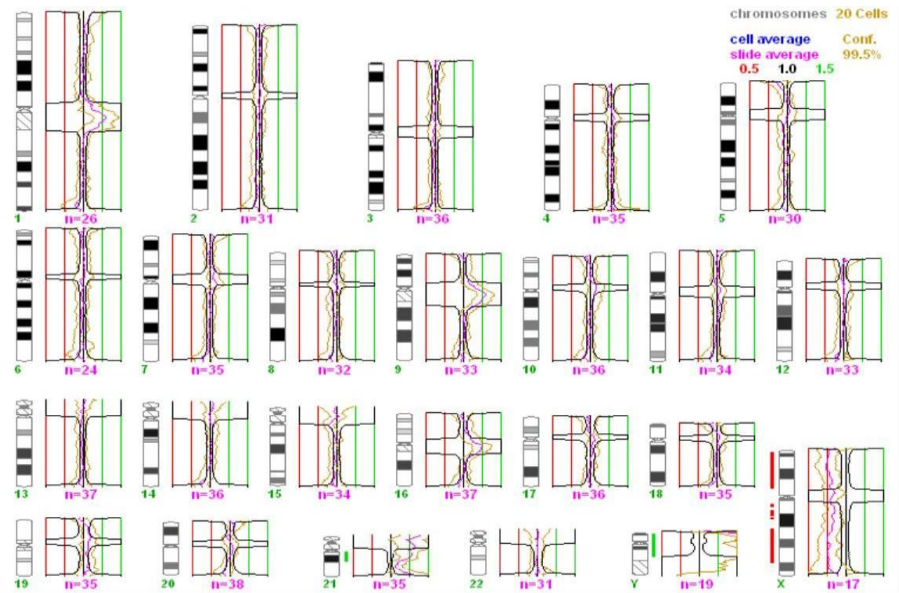 chromosomes 20 Cells
cell average Conf.
slide average 99.5%
0.5 1.0 1.5
1 n=26
2 n=31
3 n=36
4 n=35
5 n=30
6 n=24
7 n=35
8 n=32
9 n=33
10 n=36
11 n=34
12 n=33
13 n=37
14 n=36
15 n=34
16 n=37
17 n=36
18 n=35
19 n=35
20 n=38
21 n=35
22 n=31
Y n=19
X n=17